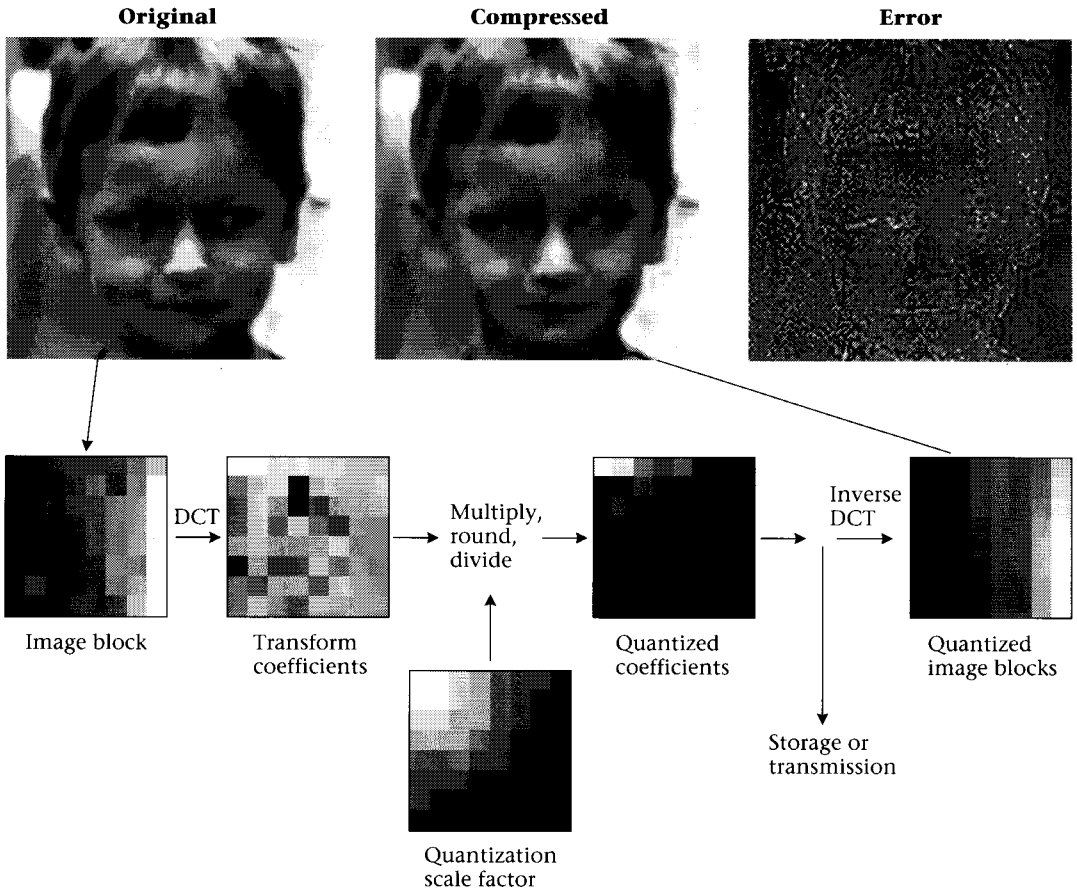 Original
Compressed
Error
DCT
Multiply,
round,
divide
Inverse
DCT
Image block
Transform
coefficients
Quantized
coefficients
Quantized
image blocks
Storage or
transmission
Quantization
scale factor